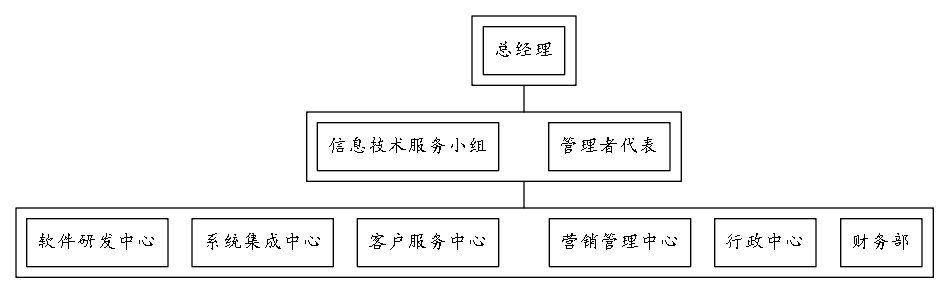 总经理
信息技术服务小组
管理者代表
软件研发中心
系统集成中心
客户服务中心
营销管理中心
行政中心
财务部